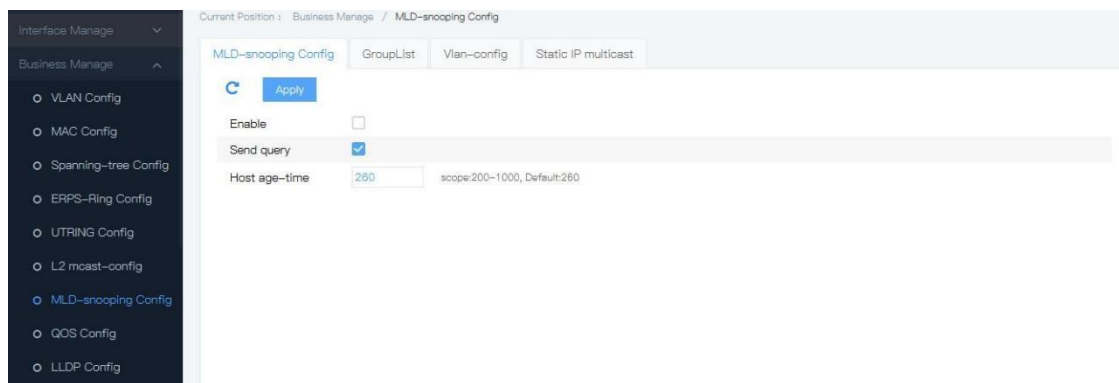 Current Position : Business Manage / MLD-snooping Config
Interface Manage
Business Manage
VLAN Config
MAC Config
Spanning-tree Config
ERPS-Ring Config
UTRING Config
L2 mcast-config
MLD-snooping Config
QOS Config
LLDP Config
MLD-snooping Config GroupList Vlan-config Static IP multicast
Apply
Enable
Send query
Host age-time 260 scope:200-1000, Default:260